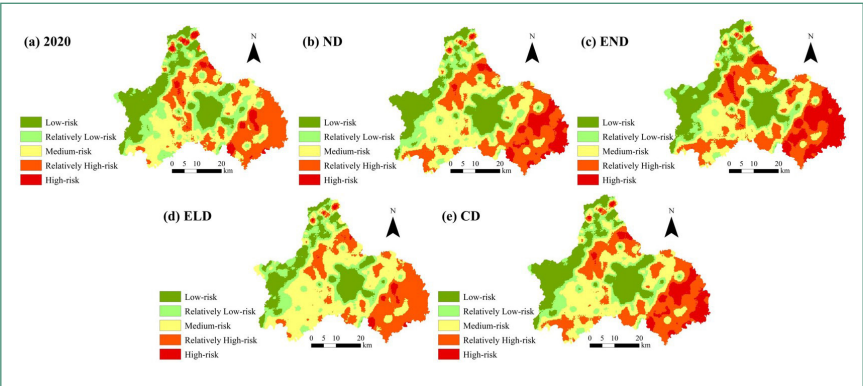 (a) 2020
N
Low-risk
Relatively Low-risk
Medium-risk
Relatively High-risk
High-risk
0 5 10 20
km
(b) ND
N
Low-risk
Relatively Low-risk
Medium-risk
Relatively High-risk
High-risk
0 5 10 20
km
(c) END
N
Low-risk
Relatively Low-risk
Medium-risk
Relatively High-risk
High-risk
0 5 10 20
km
(d) ELD
N
Low-risk
Relatively Low-risk
Medium-risk
Relatively High-risk
High-risk
0 5 10 20
km
(e) CD
N
Low-risk
Relatively Low-risk
Medium-risk
Relatively High-risk
High-risk
0 5 10 20
km